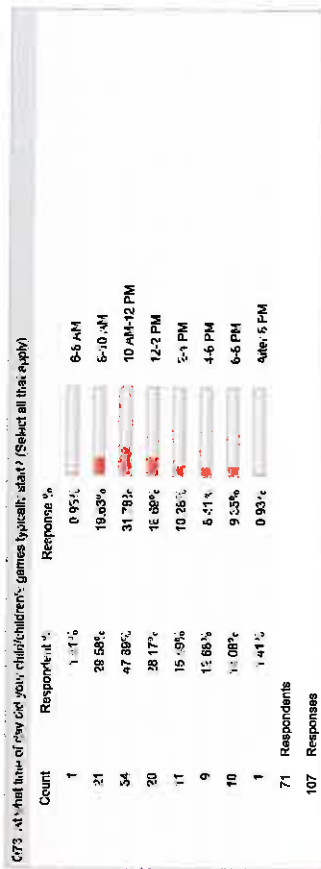 Q73 At what time of day did your child/children's games typically start? (Select all that apply)
Count Respondent % Response %
1 1.41% 0.93% 6-8 AM
21 29.58% 19.63% 8-10 AM
34 47.89% 31.78% 10 AM-12 PM
20 28.17% 18.69% 12-2 PM
11 15.49% 10.28% 2-4 PM
9 12.68% 8.41% 4-6 PM
10 14.08% 9.35% 6-8 PM
1 1.41% 0.93% After 8 PM
71 Respondents
107 Responses